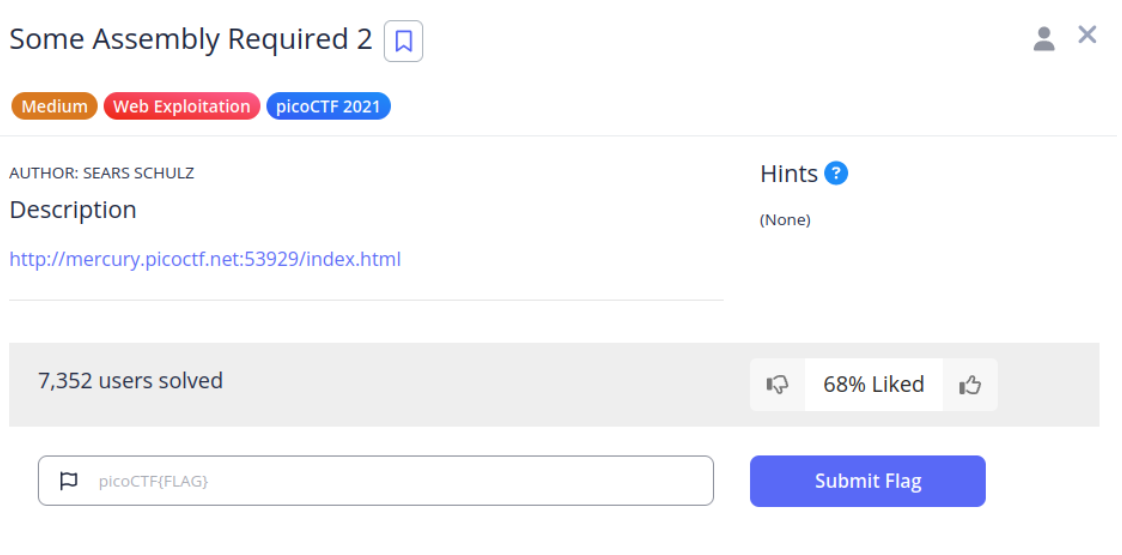 Some Assembly Required 2
Medium Web Exploitation picoCTF 2021
AUTHOR: SEARS SCHULZ
Description
http://mercury.picoctf.net:53929/index.html
Hints ?
(None)
7,352 users solved
68% Liked
picoCTF{FLAG}
Submit Flag